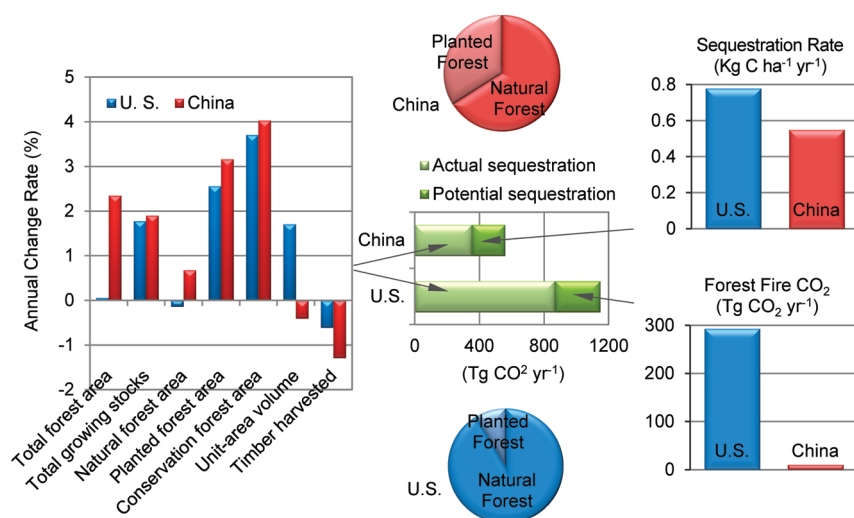 Annual Change Rate (%)
5
4
3
2
1
0
-1
-2
U. S.
China
Total forest area
Total growing stocks
Natural forest area
Planted forest area
Conservation forest area
Unit-area volume
Timber harvested
Planted
Forest
Natural
Forest
China
Actual sequestration
Potential sequestration
China
U.S.
0 400 800 1200
(Tg CO² yr⁻¹)
Planted
Forest
Natural
Forest
U.S.
Sequestration Rate
(Kg C ha⁻¹ yr⁻¹)
0.8
0.6
0.4
0.2
0
U.S.
China
Forest Fire CO₂
(Tg CO₂ yr⁻¹)
300
200
100
0
U.S.
China